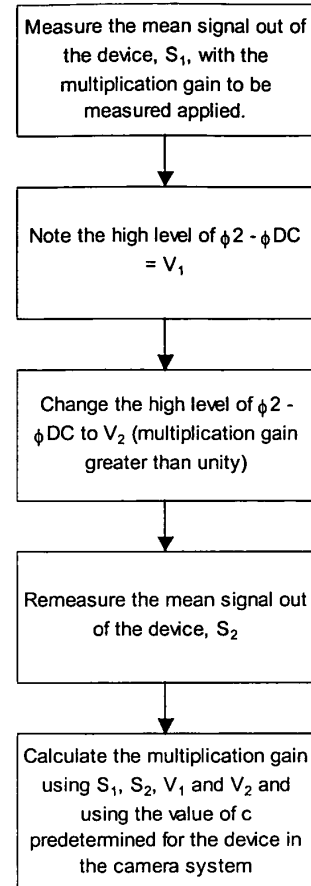 Measure the mean signal out of
the device, S₁, with the
multiplication gain to be
measured applied.
Note the high level of ϕ2 - ϕDC
= V₁
Change the high level of ϕ2 -
ϕDC to V₂ (multiplication gain
greater than unity)
Remeasure the mean signal out
of the device, S₂
Calculate the multiplication gain
using S₁, S₂, V₁ and V₂ and
using the value of c
predetermined for the device in
the camera system